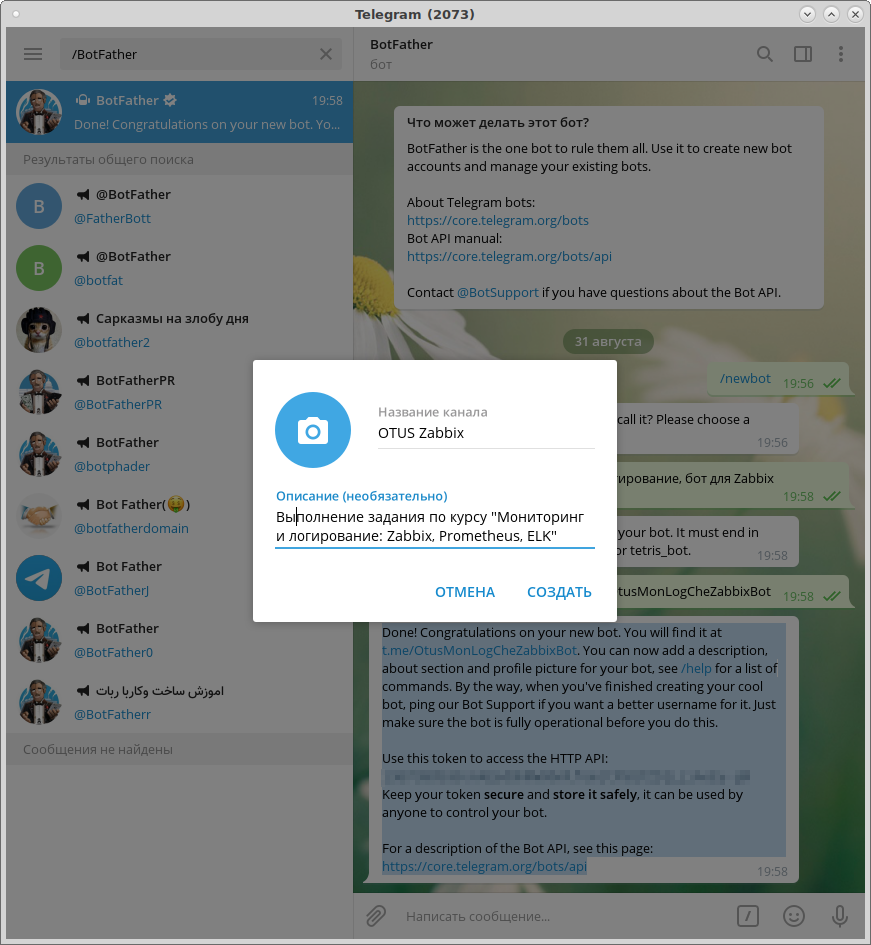 Telegram (2073)
/BotFather
BotFather
19:58
Done! Congratulations on your new bot. Yo...
Результаты общего поиска
B
@BotFather
@FatherBott
B
@BotFather
@botfat
Сарказмы на злобу дня
@botfather2
BotFatherPR
@BotFatherPR
BotFather
@botphader
Bot Father(🤑)
@botfatherdomain
Bot Father
@BotFatherJ
BotFather
@BotFather0
اموزش ساخت وکاربا ربات
@BotFatherr
Сообщения не найдены
BotFather
бот
Что может делать этот бот?
BotFather is the one bot to rule them all. Use it to create new bot
accounts and manage your existing bots.
About Telegram bots:
https://core.telegram.org/bots
Bot API manual:
https://core.telegram.org/bots/api
Contact @BotSupport if you have questions about the Bot API.
31 августа
/newbot
19:56
call it? Please choose a
19:56
ирование, бот для Zabbix
19:58
your bot. It must end in
or tetris_bot.
19:58
tusMonLogCheZabbixBot
19:58
Название канала
OTUS Zabbix
Описание (необязательно)
Выполнение задания по курсу "Мониторинг
и логирование: Zabbix, Prometheus, ELK"
ОТМЕНА
СОЗДАТЬ
Done! Congratulations on your new bot. You will find it at
t.me/OtusMonLogCheZabbixBot. You can now add a description,
about section and profile picture for your bot, see /help for a list of
commands. By the way, when you've finished creating your cool
bot, ping our Bot Support if you want a better username for it. Just
make sure the bot is fully operational before you do this.
Use this token to access the HTTP API:
Keep your token secure and store it safely, it can be used by
anyone to control your bot.
For a description of the Bot API, see this page:
https://core.telegram.org/bots/api
19:58
Написать сообщение...